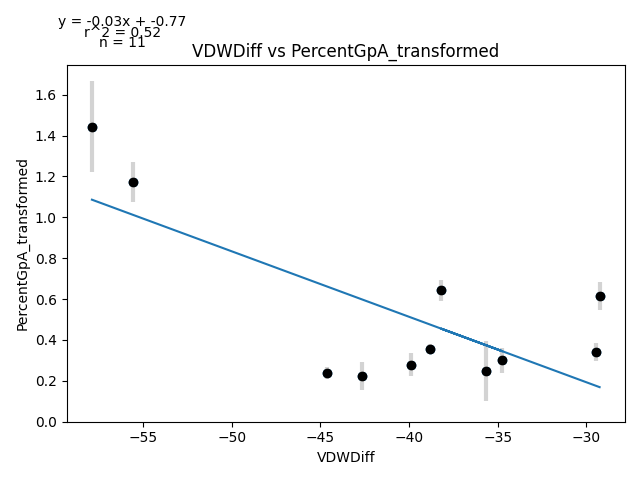 y = -0.03x + -0.77
r^2 = 0.52
n = 11
VDWDiff vs PercentGpA_transformed
PercentGpA_transformed
1.6
1.4
1.2
1.0
0.8
0.6
0.4
0.2
0.0
−55
−50
−45
−40
−35
−30
VDWDiff